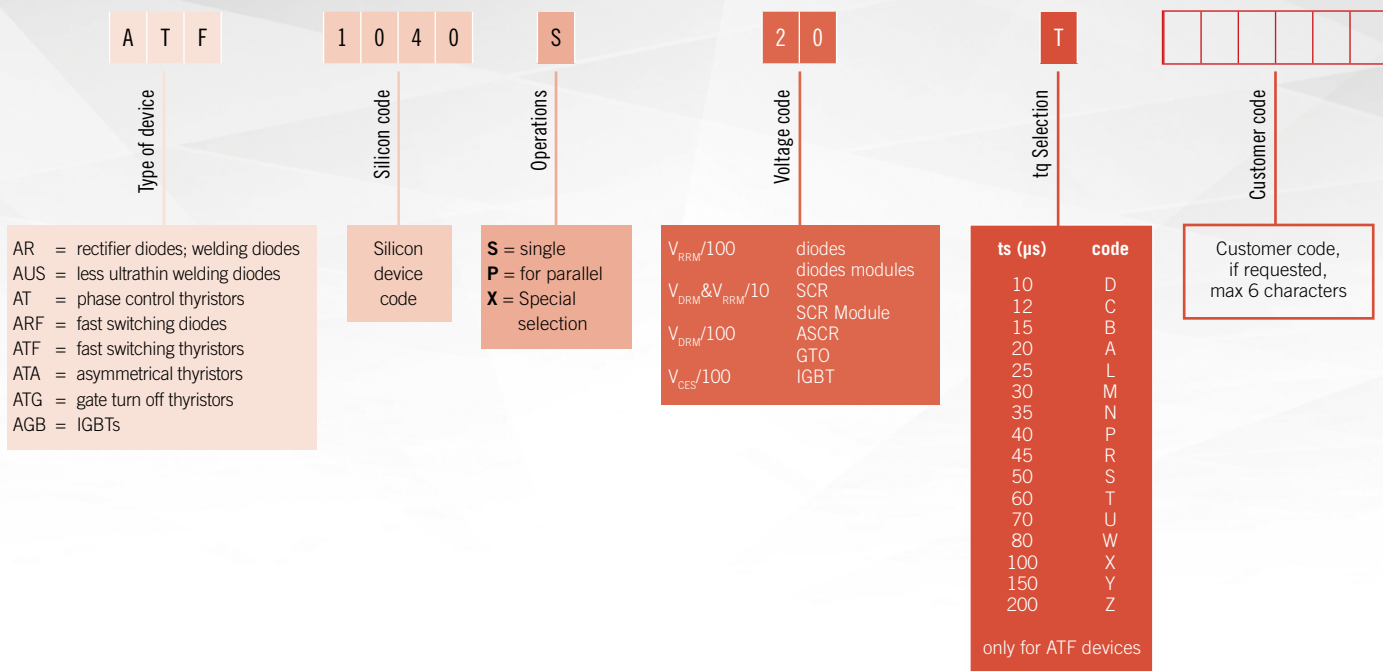 A T F
1 0 4 0
S
2 0
T
Type of device
Silicon code
Operations
Voltage code
tq Selection
Customer code
AR = rectifier diodes; welding diodes
AUS = less ultrathin welding diodes
AT = phase control thyristors
ARF = fast switching diodes
ATF = fast switching thyristors
ATA = asymmetrical thyristors
ATG = gate turn off thyristors
AGB = IGBTs
Silicon
device
code
S = single
P = for parallel
X = Special
selection
VRRM/100 diodes
diodes modules
VDRM&VRRM/10 SCR
SCR Module
VDRM/100 ASCR
GTO
VCES/100 IGBT
ts (µs) code
10 D
12 C
15 B
20 A
25 L
30 M
35 N
40 P
45 R
50 S
60 T
70 U
80 W
100 X
150 Y
200 Z
only for ATF devices
Customer code,
if requested,
max 6 characters